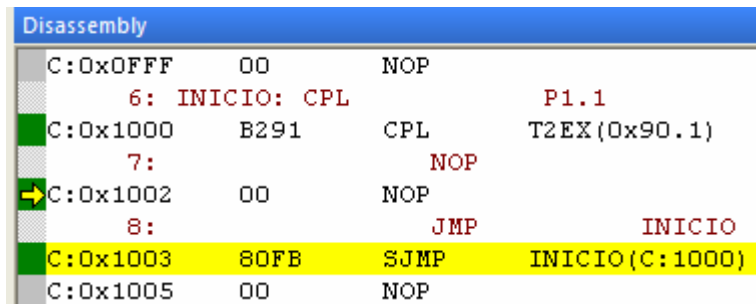 Disassembly
C:0x0FFF 00 NOP
6: INICIO: CPL P1.1
C:0x1000 B291 CPL T2EX(0x90.1)
7: NOP
C:0x1002 00 NOP
8: JMP INICIO
C:0x1003 80FB SJMP INICIO(C:1000)
C:0x1005 00 NOP